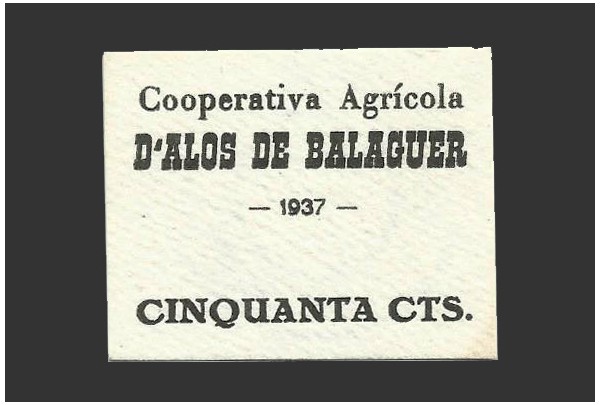 Cooperativa Agrícola
D'ALOS DE BALAGUER
— 1937 —
CINQUANTA CTS.